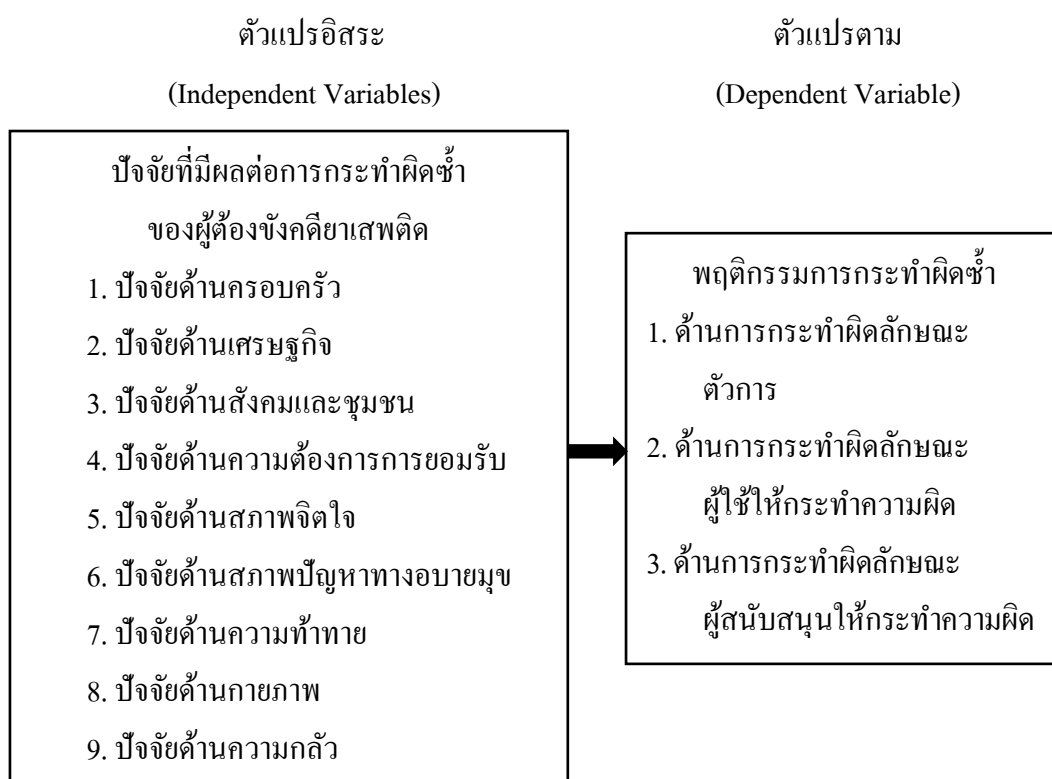 ตัวแปรอิสระ
(Independent Variables)
ปัจจัยที่มีผลต่อการกระทำผิดซ้ำ
ของผู้ต้องขังคดียาเสพติด
1. ปัจจัยด้านครอบครัว
2. ปัจจัยด้านเศรษฐกิจ
3. ปัจจัยด้านสังคมและชุมชน
4. ปัจจัยด้านความต้องการการยอมรับ
5. ปัจจัยด้านสภาพจิตใจ
6. ปัจจัยด้านสภาพปัญหาทางอบายมุข
7. ปัจจัยด้านความท้าทาย
8. ปัจจัยด้านกายภาพ
9. ปัจจัยด้านความกลัว
ตัวแปรตาม
(Dependent Variable)
พฤติกรรมการกระทำผิดซ้ำ
1. ด้านการกระทำผิดลักษณะ
ตัวการ
2. ด้านการกระทำผิดลักษณะ
ผู้ใช้ให้กระทำความผิด
3. ด้านการกระทำผิดลักษณะ
ผู้สนับสนุนให้กระทำความผิด